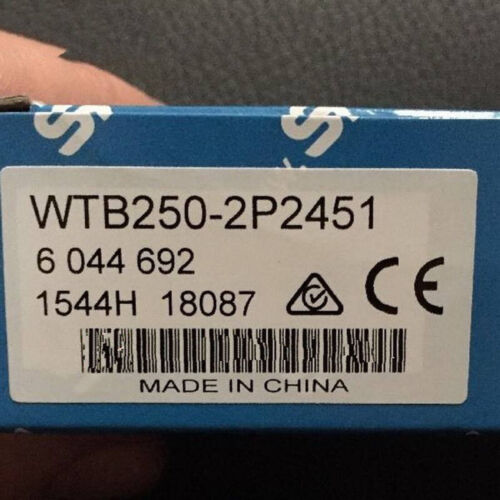 WTB250-2P2451
6 044 692
1544H 18087
CE
MADE IN CHINA